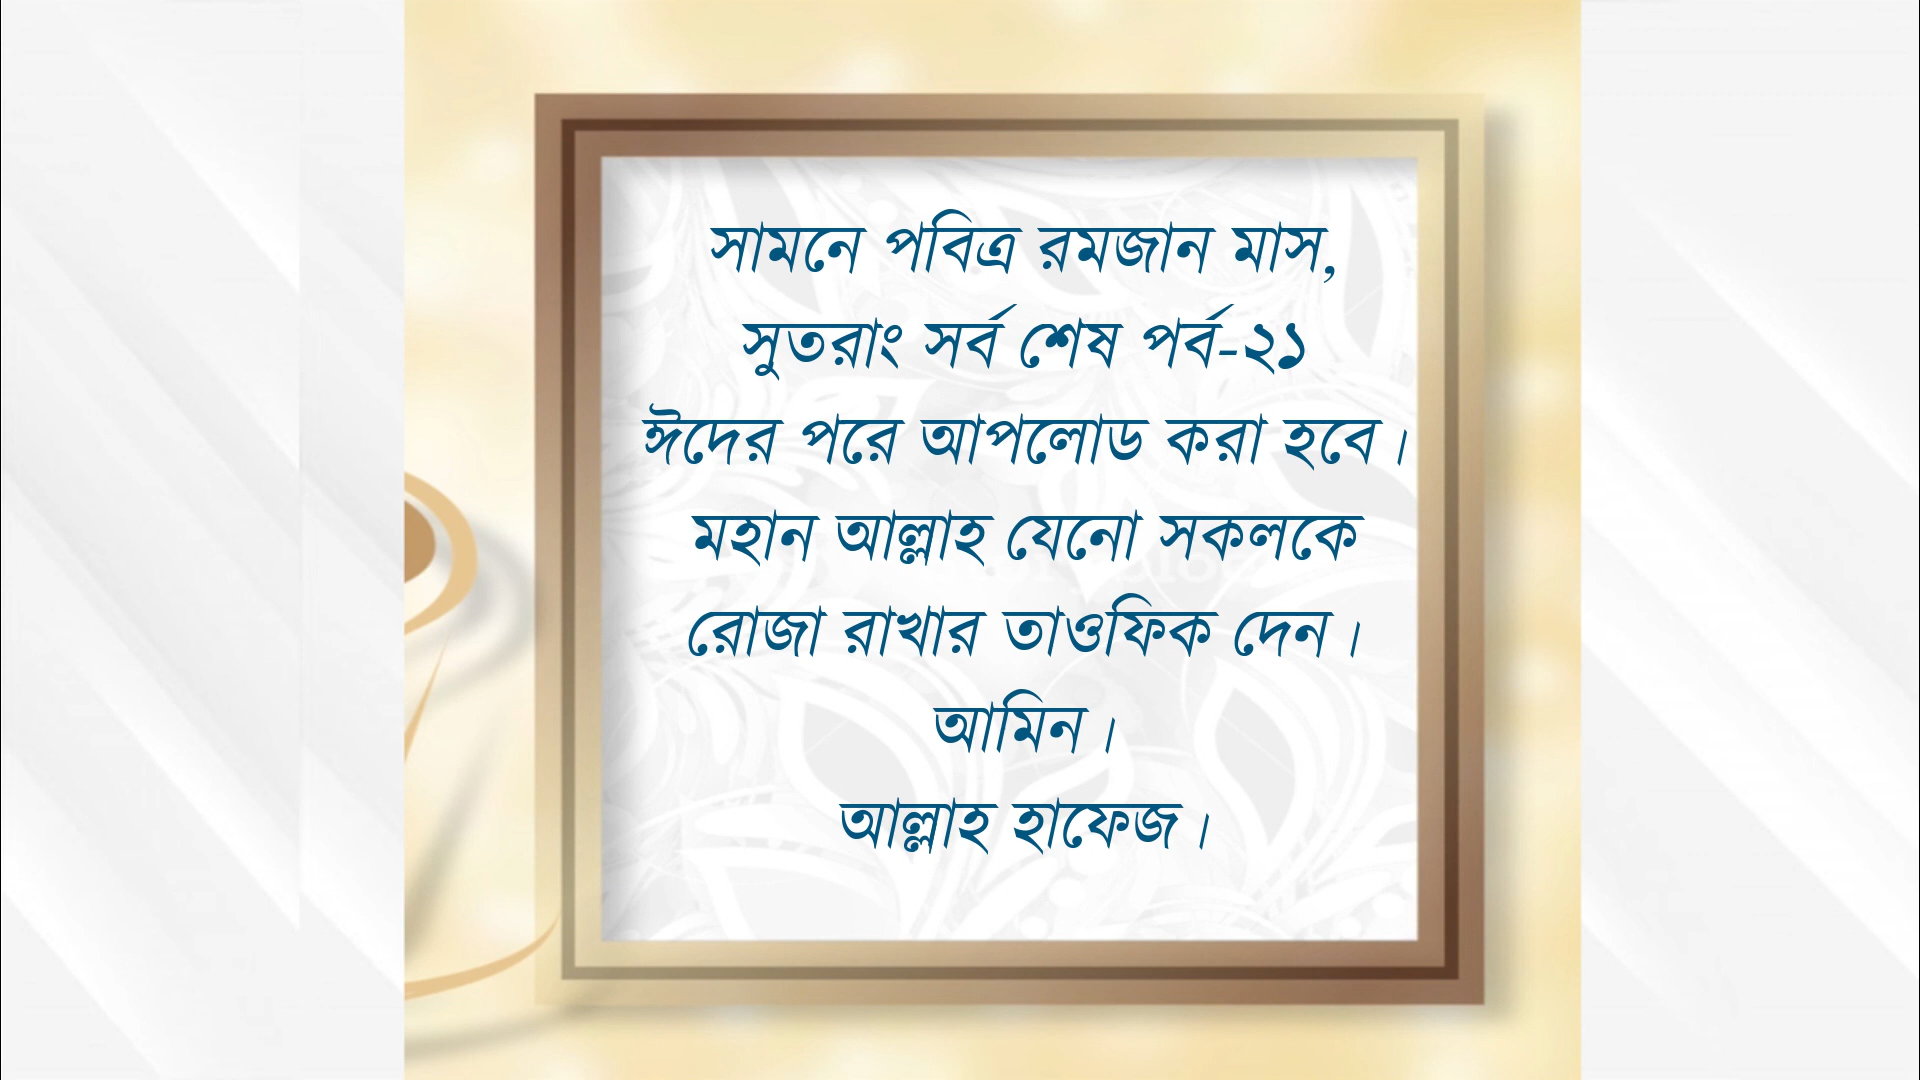 সামনে পবিত্র রমজান মাস,
সুতরাং সর্ব শেষ পর্ব-২১
ঈদের পরে আপলোড করা হবে।
মহান আল্লাহ যেনো সকলকে
রোজা রাখার তাওফিক দেন।
আমিন।
আল্লাহ হাফেজ।